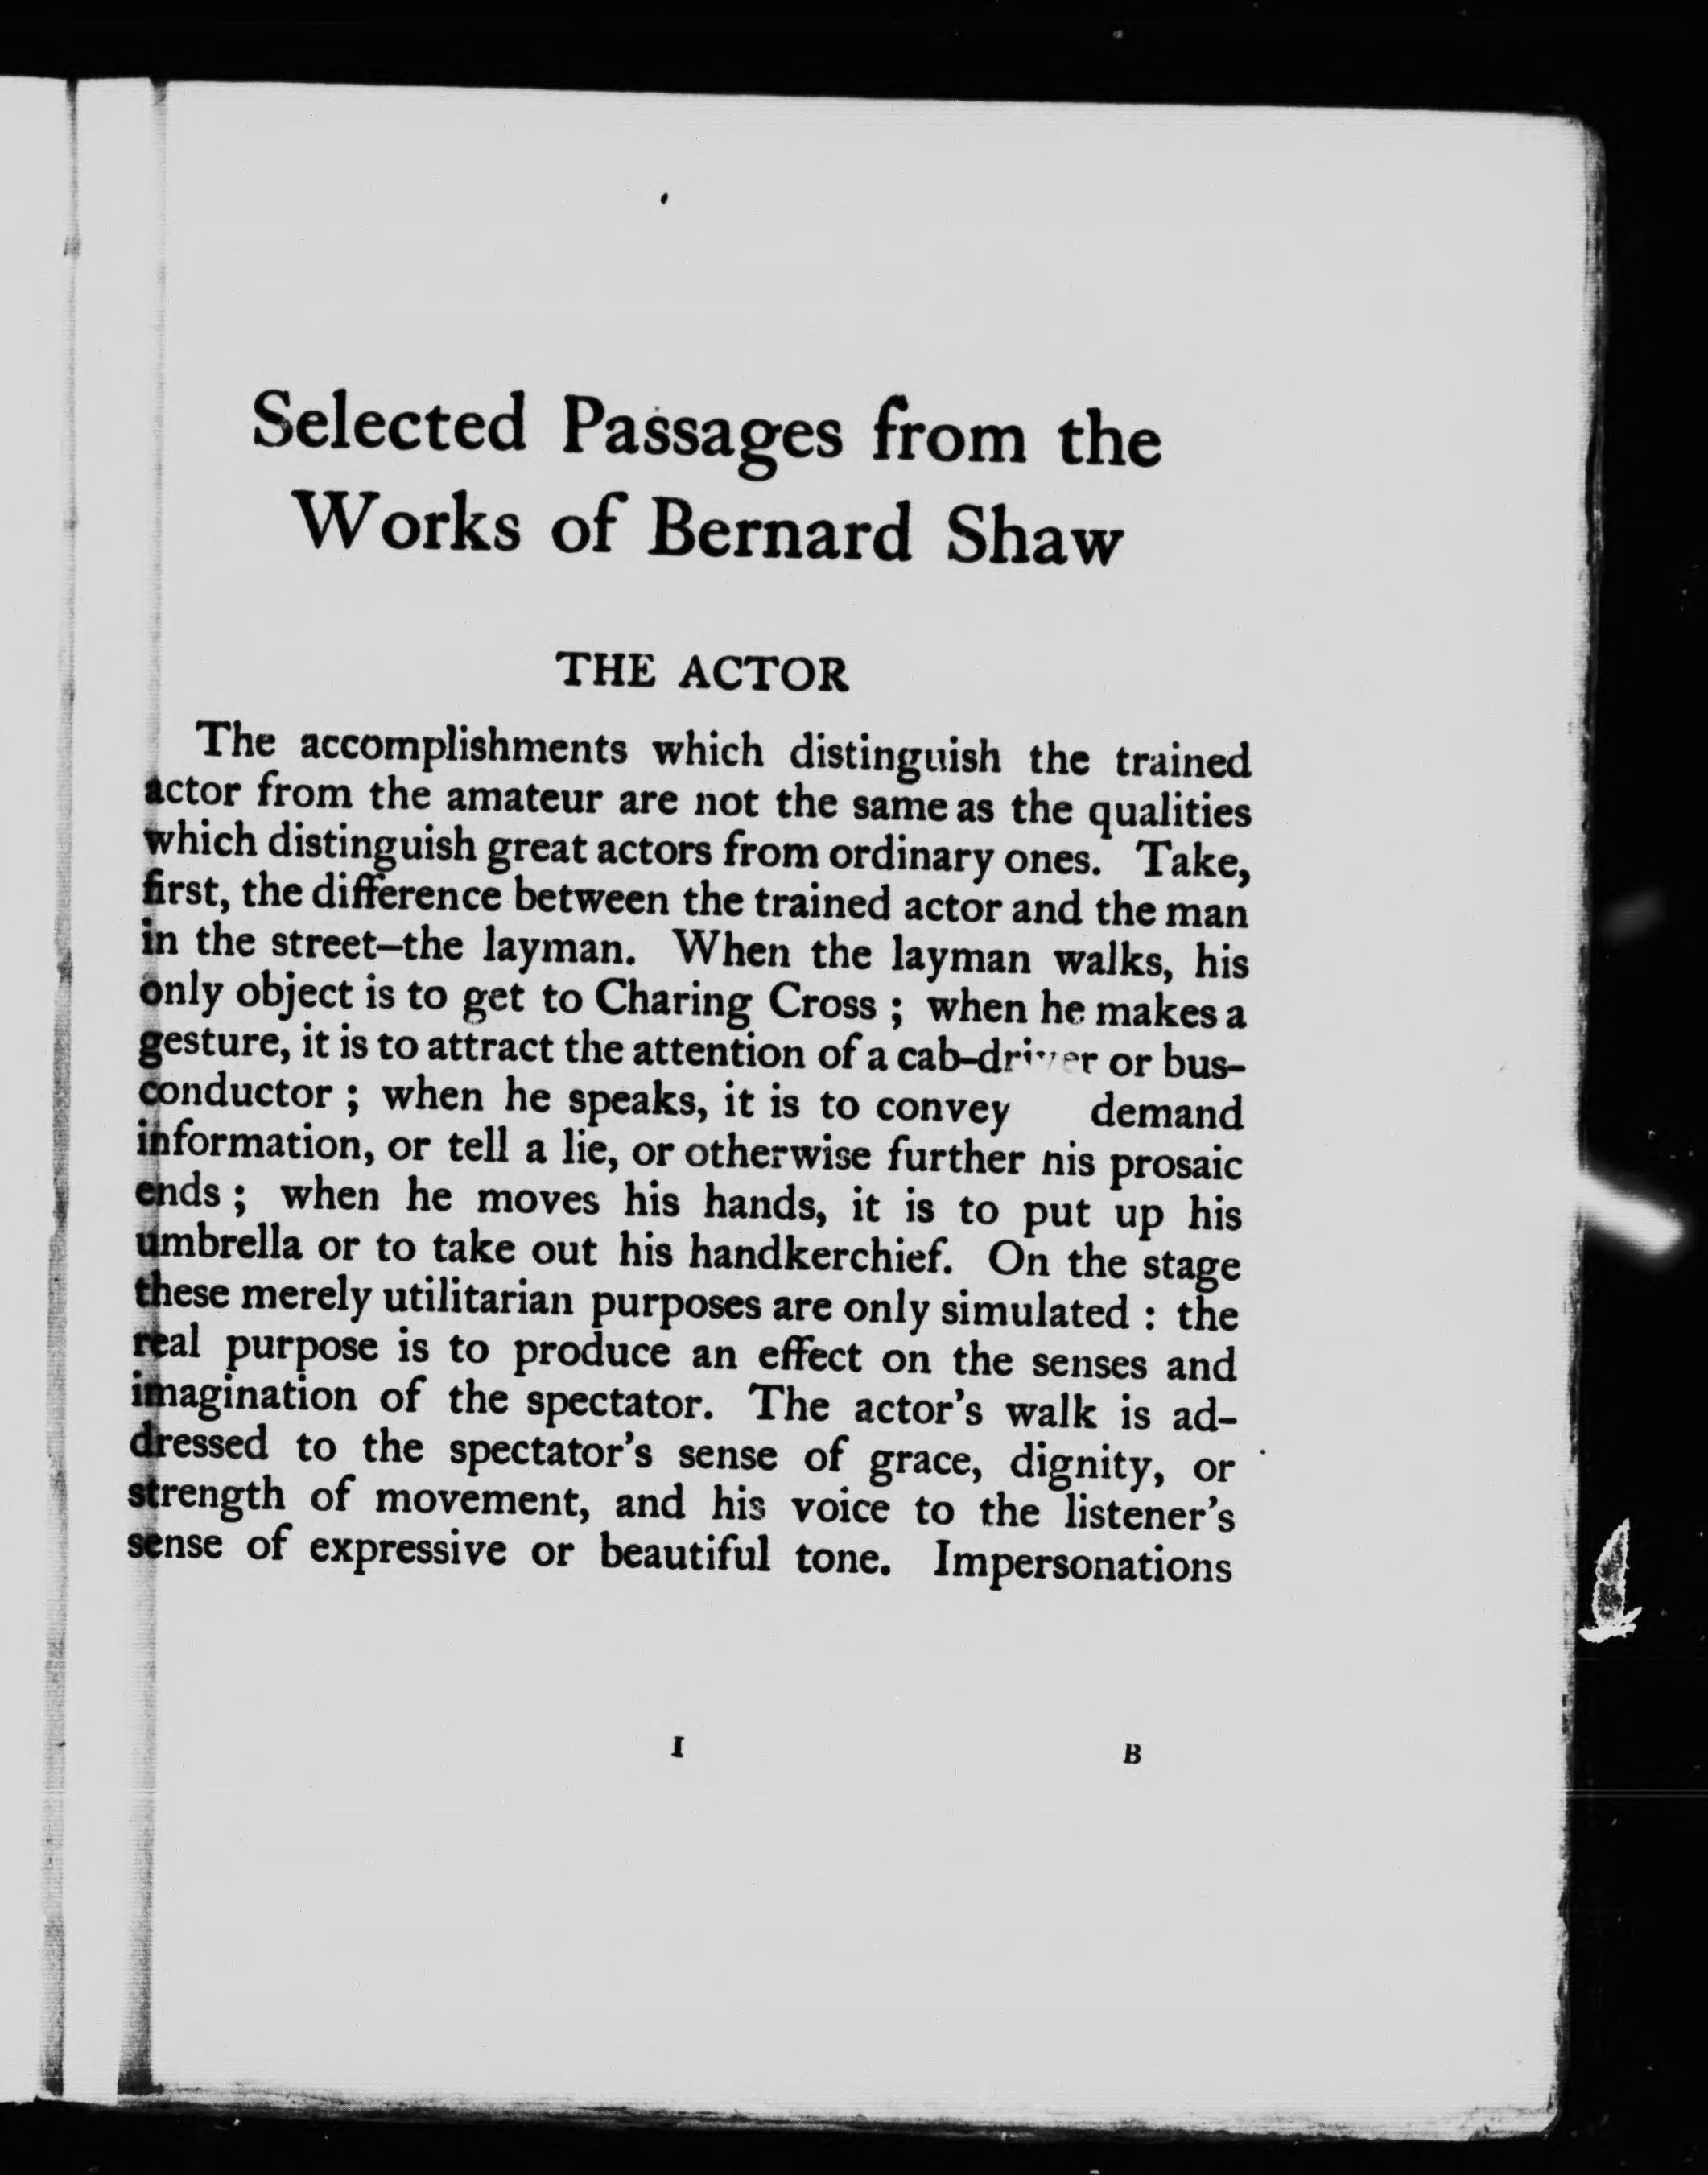 Selected Passages from the
Works of Bernard Shaw
THE ACTOR
The accomplishments which distinguish the trained
actor from the amateur are not the same as the qualities
which distinguish great actors from ordinary ones. Take,
first, the difference between the trained actor and the man
in the street–the layman. When the layman walks, his
only object is to get to Charing Cross ; when he makes a
gesture, it is to attract the attention of a cab-driver or bus-
conductor ; when he speaks, it is to convey demand
information, or tell a lie, or otherwise further his prosaic
ends ; when he moves his hands, it is to put up his
umbrella or to take out his handkerchief. On the stage
these merely utilitarian purposes are only simulated : the
real purpose is to produce an effect on the senses and
imagination of the spectator. The actor's walk is ad-
dressed to the spectator's sense of grace, dignity, or
strength of movement, and his voice to the listener's
sense of expressive or beautiful tone. Impersonations
I B